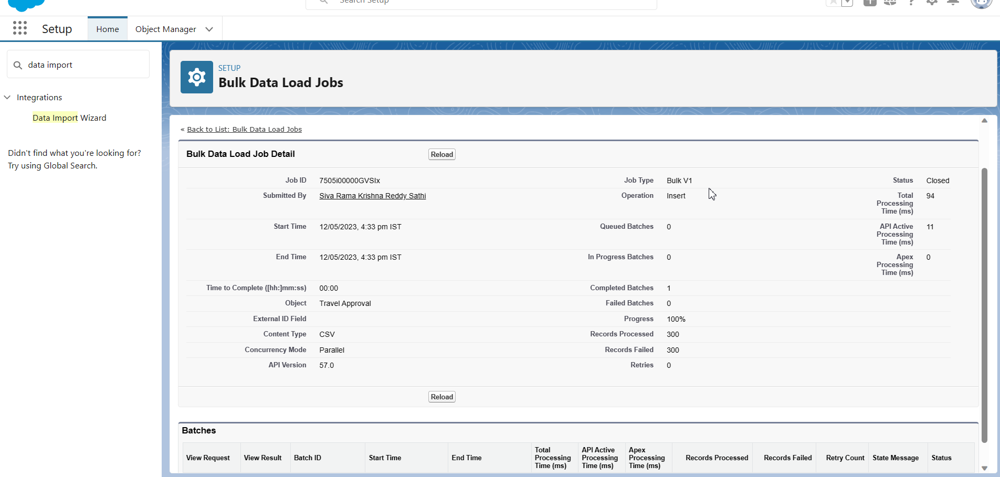 Search Setup
Setup
Home
Object Manager
data import
Integrations
Data Import Wizard
Didn't find what you're looking for?
Try using Global Search.
SETUP
Bulk Data Load Jobs
« Back to List: Bulk Data Load Jobs
Bulk Data Load Job Detail
Reload
Job ID 7505i00000GVSIx Job Type Bulk V1 Status Closed
Submitted By Siva Rama Krishna Reddy Sathi Operation Insert Total Processing Time (ms) 94
Start Time 12/05/2023, 4:33 pm IST Queued Batches 0 API Active Processing Time (ms) 11
End Time 12/05/2023, 4:33 pm IST In Progress Batches 0 Apex Processing Time (ms) 0
Time to Complete ([hh:]mm:ss) 00:00 Completed Batches 1
Object Travel Approval Failed Batches 0
External ID Field Progress 100%
Content Type CSV Records Processed 300
Concurrency Mode Parallel Records Failed 300
API Version 57.0 Retries 0
Reload
Batches
View Request View Result Batch ID Start Time End Time Total Processing Time (ms) API Active Processing Time (ms) Apex Processing Time (ms) Records Processed Records Failed Retry Count State Message Status